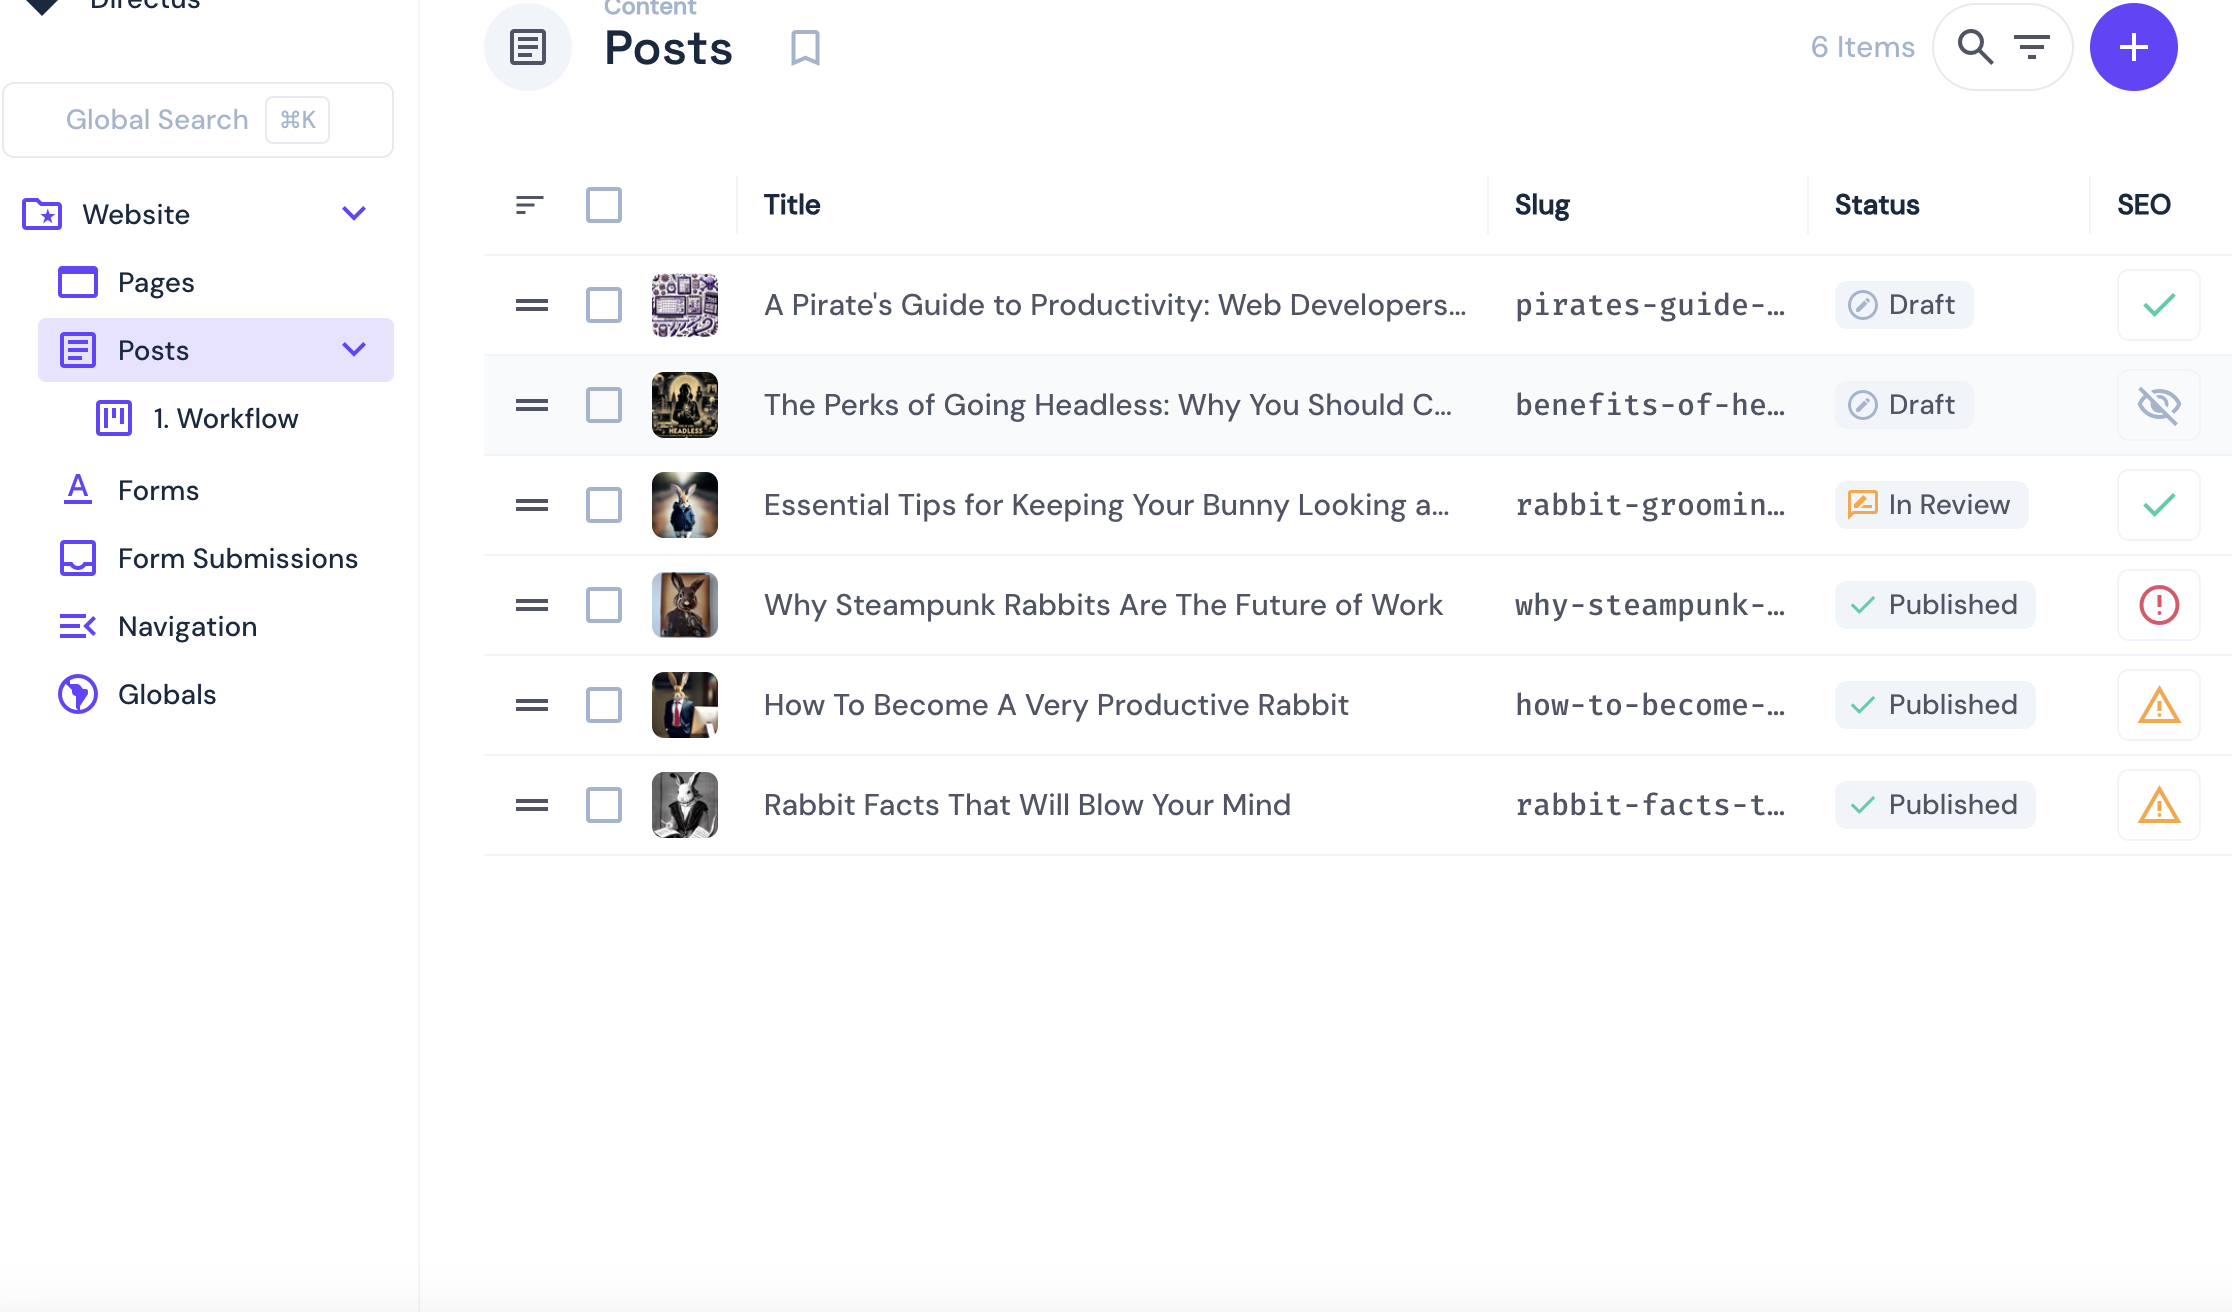 Directus
Content
Posts
6 Items
Global Search ⌘K
Website
Pages
Posts
1. Workflow
Forms
Form Submissions
Navigation
Globals
Title Slug Status SEO
A Pirate's Guide to Productivity: Web Developers... pirates-guide-... Draft
The Perks of Going Headless: Why You Should C... benefits-of-he... Draft
HEADLESS
Essential Tips for Keeping Your Bunny Looking a... rabbit-groomin... In Review
Why Steampunk Rabbits Are The Future of Work why-steampunk-... Published
How To Become A Very Productive Rabbit how-to-become-... Published
Rabbit Facts That Will Blow Your Mind rabbit-facts-t... Published